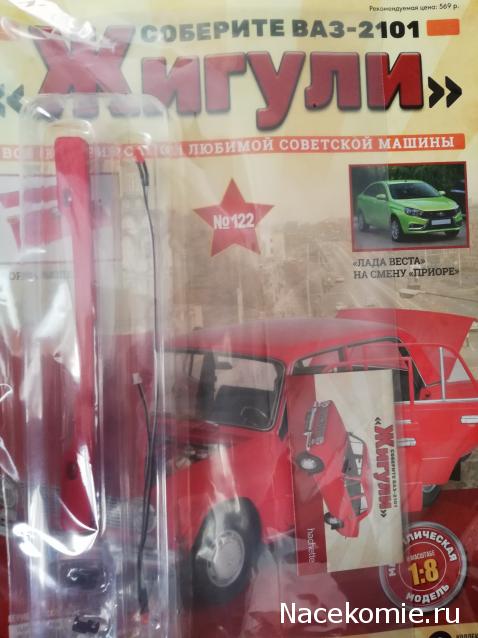 Рекомендуемая цена: 569 р.
СОБЕРИТЕ ВАЗ-2101
«Жигули»
ЛЮБИМОЙ СОВЕТСКОЙ МАШИНЫ
№122
«ЛАДА ВЕСТА»
НА СМЕНУ «ПРИОРЕ»
СОБЕРИТЕ ВАЗ-2101
«Жигули»
hachette
МАСШТАБЕ
1:8
МОДЕЛЬ
Nacekomie.ru